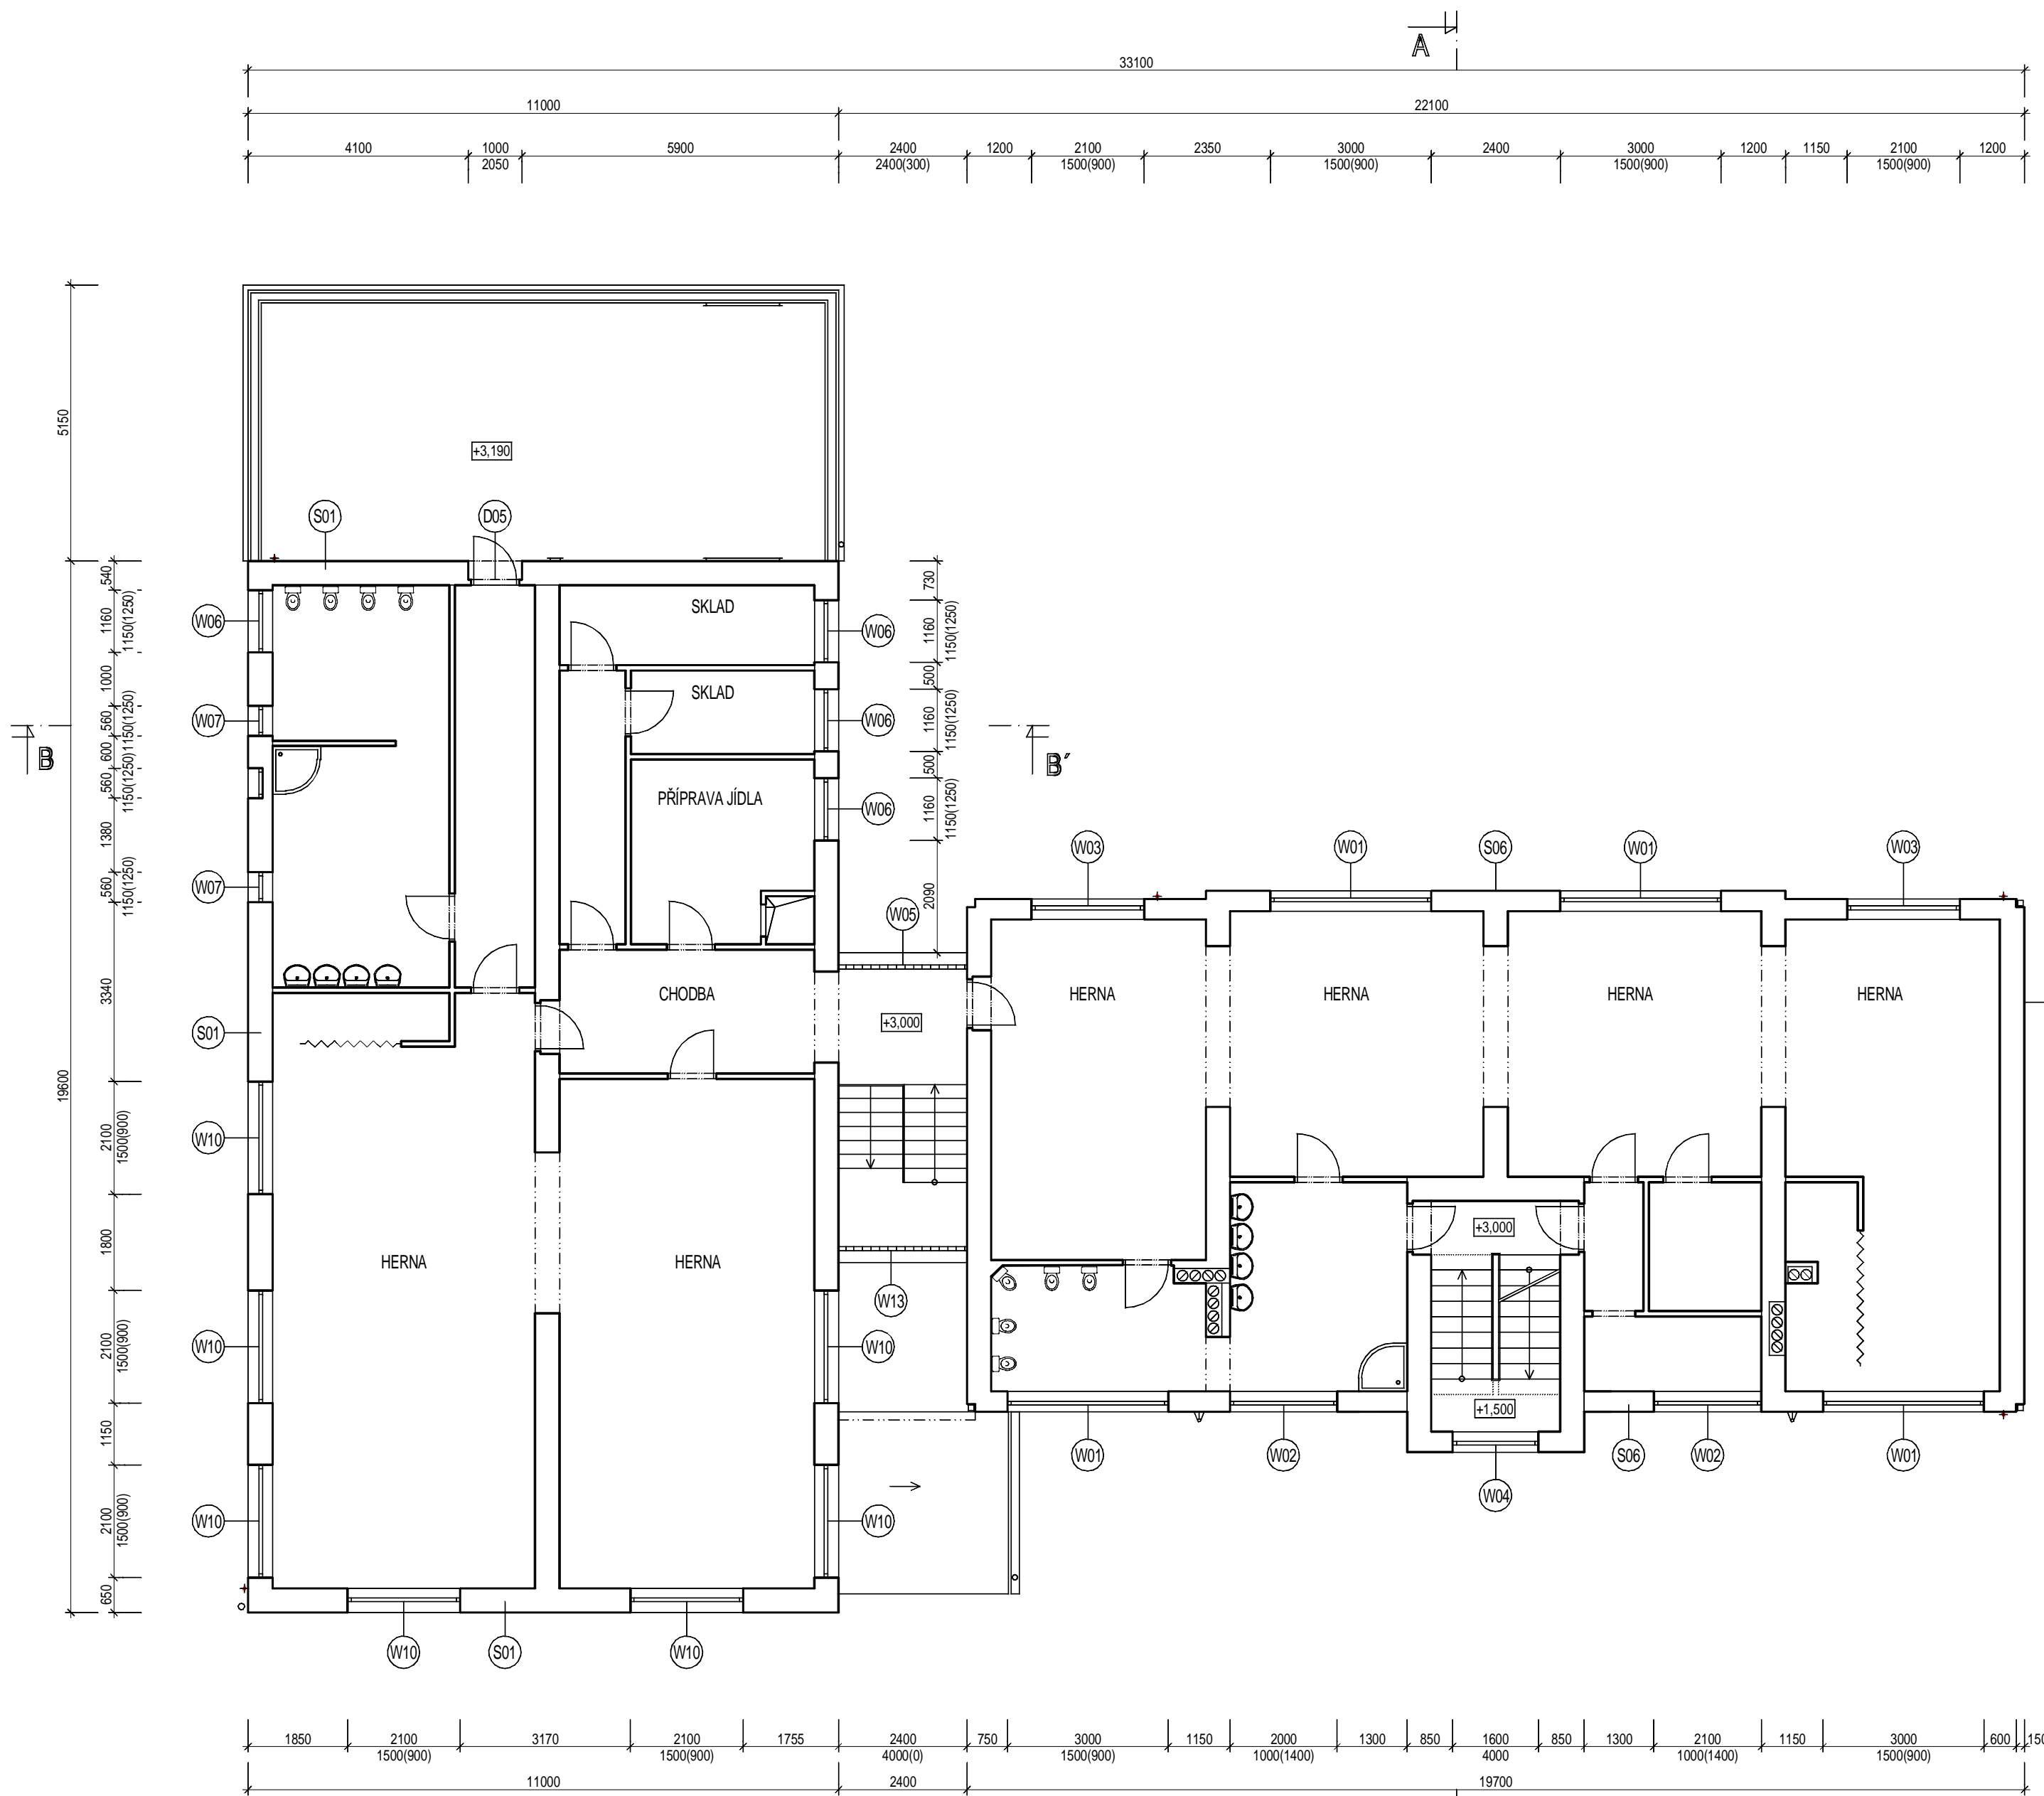 A
33100
11000 22100
4100 1000 5900 2400 1200 2100 2350 3000 2400 3000 1200 1150 2100 1200
2050 2400(300) 1500(900) 1500(900) 1500(900) 1500(900)
5150
+3,190
S01 D05
540
1160
1150(1250)
1000
560
1150(1250)
600
560
1150(1250)
1380
560
1150(1250)
3340
2100
1500(900)
1800
2100
1500(900)
1150
2100
1500(900)
650
19600
730
1160
1150(1250)
500
1160
1150(1250)
500
1160
1150(1250)
2090
SKLAD
W06 W06
SKLAD
W07 W06
B B´
PŘÍPRAVA JÍDLA W06
W03 W01 S06 W01 W03
W07
W05
CHODBA HERNA HERNA HERNA HERNA
S01 +3,000
W10
+3,000
HERNA HERNA
W13
W10 W10
+1,500
W01 W02 S06 W02 W01
W04
W10 W10
W10 S01 W10
1850 2100 3170 2100 1755 2400 750 3000 1150 2000 1300 850 1600 850 1300 2100 1150 3000 600 150
1500(900) 1500(900) 4000(0) 1500(900) 1000(1400) 4000 1000(1400) 1500(900)
11000 2400 19700